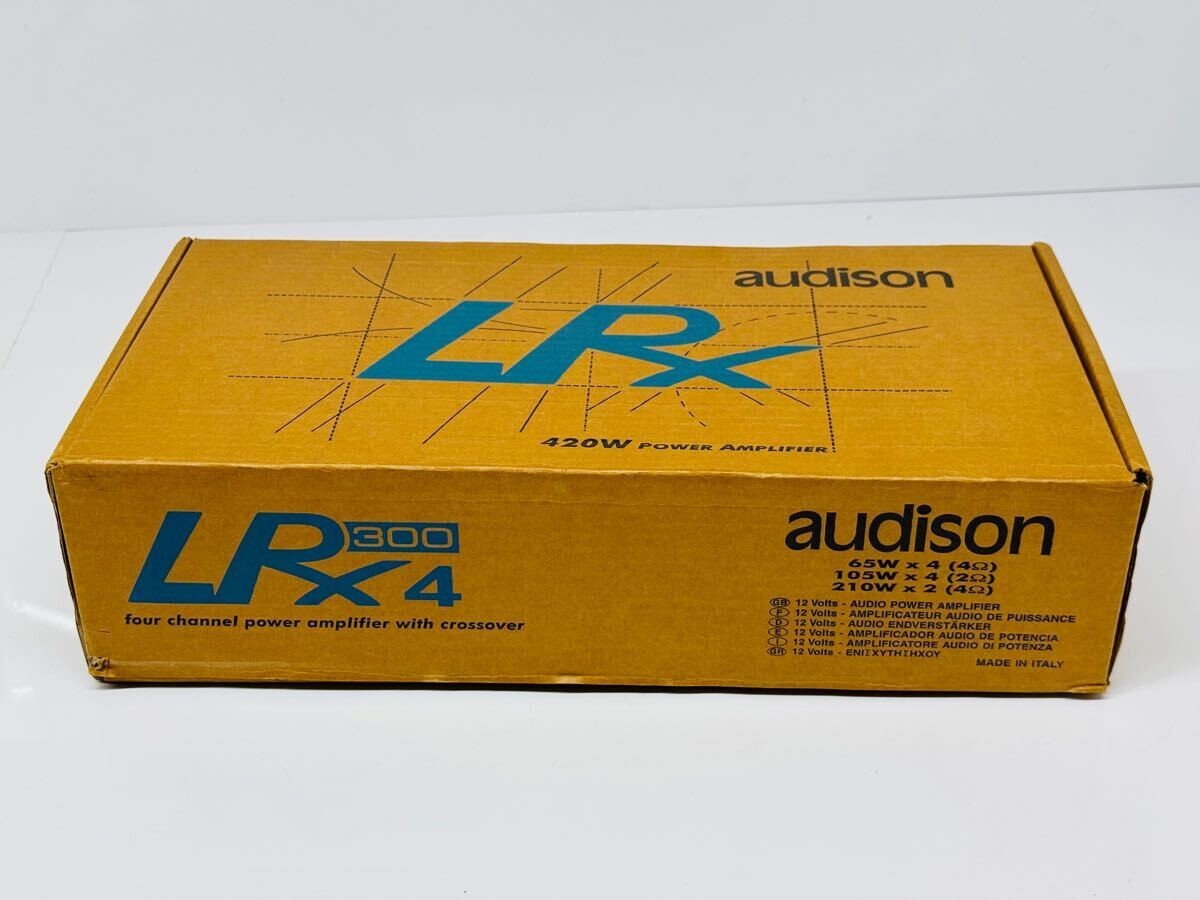 audison
LRx
420W POWER AMPLIFIER
LRx 300 4
four channel power amplifier with crossover
audison
65W x 4 (4Ω)
105W x 4 (2Ω)
210W x 2 (4Ω)
GB 12 Volts - AUDIO POWER AMPLIFIER
F 12 Volts - AMPLIFICATEUR AUDIO DE PUISSANCE
D 12 Volts - AUDIO ENDVERSTÄRKER
E 12 Volts - AMPLIFICADOR AUDIO DE POTENCIA
I 12 Volts - AMPLIFICATORE AUDIO DI POTENZA
GR 12 Volts - ΕΝΙΣΧΥΤΗΣΗΧΟΥ
MADE IN ITALY